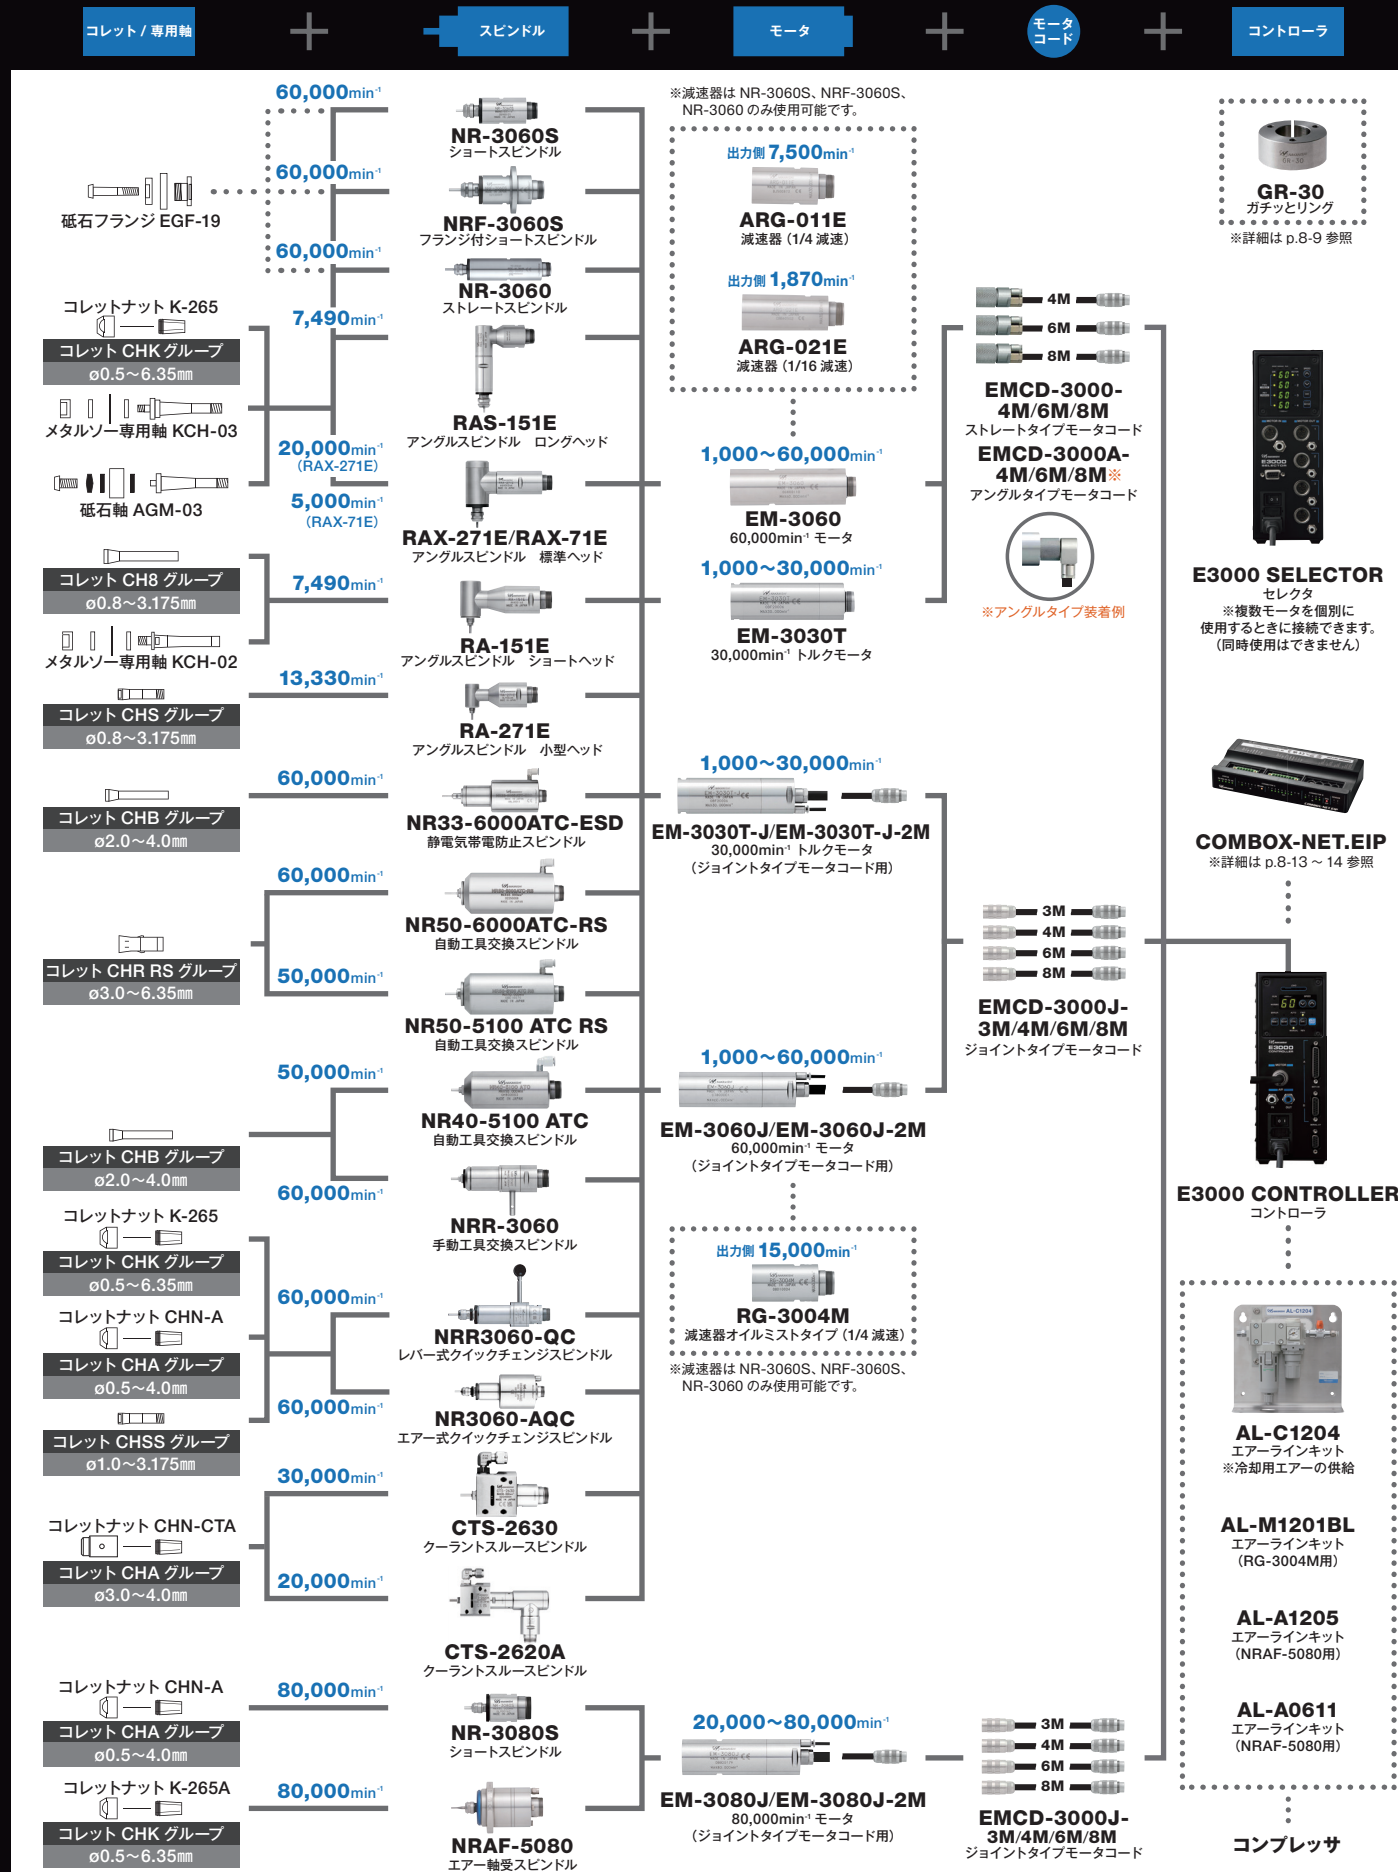 コレット / 専用軸
スピンドル
モータ
モータ
コード
コントローラ
砥石フランジ EGF-19
コレットナット K-265
コレット CHK グループ
ø0.5～6.35㎜
メタルソー専用軸 KCH-03
砥石軸 AGM-03
コレット CH8 グループ
ø0.8～3.175㎜
メタルソー専用軸 KCH-02
コレット CHS グループ
ø0.8～3.175㎜
コレット CHB グループ
ø2.0～4.0㎜
コレット CHR RS グループ
ø3.0～6.35㎜
コレット CHB グループ
ø2.0～4.0㎜
コレットナット K-265
コレット CHK グループ
ø0.5～6.35㎜
コレットナット CHN-A
コレット CHA グループ
ø0.5～4.0㎜
コレット CHSS グループ
ø1.0～3.175㎜
コレットナット CHN-CTA
コレット CHA グループ
ø3.0～4.0㎜
コレットナット CHN-A
コレット CHA グループ
ø0.5～4.0㎜
コレットナット K-265A
コレット CHK グループ
ø0.5～6.35㎜
60,000min⁻¹
NR-3060S
ショートスピンドル
60,000min⁻¹
NRF-3060S
フランジ付ショートスピンドル
60,000min⁻¹
NR-3060
ストレートスピンドル
7,490min⁻¹
RAS-151E
アングルスピンドル　ロングヘッド
20,000min⁻¹
(RAX-271E)
5,000min⁻¹
(RAX-71E)
RAX-271E/RAX-71E
アングルスピンドル　標準ヘッド
7,490min⁻¹
RA-151E
アングルスピンドル　ショートヘッド
13,330min⁻¹
RA-271E
アングルスピンドル　小型ヘッド
60,000min⁻¹
NR33-6000ATC-ESD
静電気帯電防止スピンドル
60,000min⁻¹
NR50-6000ATC-RS
自動工具交換スピンドル
50,000min⁻¹
NR50-5100 ATC RS
自動工具交換スピンドル
50,000min⁻¹
NR40-5100 ATC
自動工具交換スピンドル
60,000min⁻¹
NRR-3060
手動工具交換スピンドル
60,000min⁻¹
NRR3060-QC
レバー式クイックチェンジスピンドル
60,000min⁻¹
NR3060-AQC
エアー式クイックチェンジスピンドル
30,000min⁻¹
CTS-2630
クーラントスルースピンドル
20,000min⁻¹
CTS-2620A
クーラントスルースピンドル
80,000min⁻¹
NR-3080S
ショートスピンドル
80,000min⁻¹
NRAF-5080
エアー軸受スピンドル
※減速器は NR-3060S、NRF-3060S、
NR-3060 のみ使用可能です。
出力側 7,500min⁻¹
ARG-011E
減速器 (1/4 減速)
出力側 1,870min⁻¹
ARG-021E
減速器 (1/16 減速)
1,000～60,000min⁻¹
EM-3060
60,000min⁻¹ モータ
1,000～30,000min⁻¹
EM-3030T
30,000min⁻¹ トルクモータ
1,000～30,000min⁻¹
EM-3030T-J/EM-3030T-J-2M
30,000min⁻¹ トルクモータ
(ジョイントタイプモータコード用)
1,000～60,000min⁻¹
EM-3060J/EM-3060J-2M
60,000min⁻¹ モータ
(ジョイントタイプモータコード用)
出力側 15,000min⁻¹
RG-3004M
減速器オイルミストタイプ (1/4 減速)
※減速器は NR-3060S、NRF-3060S、
NR-3060 のみ使用可能です。
20,000～80,000min⁻¹
EM-3080J/EM-3080J-2M
80,000min⁻¹ モータ
(ジョイントタイプモータコード用)
4M
6M
8M
EMCD-3000-
4M/6M/8M
ストレートタイプモータコード
EMCD-3000A-
4M/6M/8M※
アングルタイプモータコード
※アングルタイプ装着例
3M
4M
6M
8M
EMCD-3000J-
3M/4M/6M/8M
ジョイントタイプモータコード
3M
4M
6M
8M
EMCD-3000J-
3M/4M/6M/8M
ジョイントタイプモータコード
GR-30
GR-30
ガチッとリング
※詳細は p.8-9 参照
E3000
SELECTOR
E3000 SELECTOR
セレクタ
※複数モータを個別に
使用するときに接続できます。
(同時使用はできません)
COMBOX-NET.EIP
※詳細は p.8-13 ～ 14 参照
E3000
CONTROLLER
E3000 CONTROLLER
コントローラ
AL-C1204
AL-C1204
エアーラインキット
※冷却用エアーの供給
AL-M1201BL
エアーラインキット
(RG-3004M用)
AL-A1205
エアーラインキット
(NRAF-5080用)
AL-A0611
エアーラインキット
(NRAF-5080用)
コンプレッサ